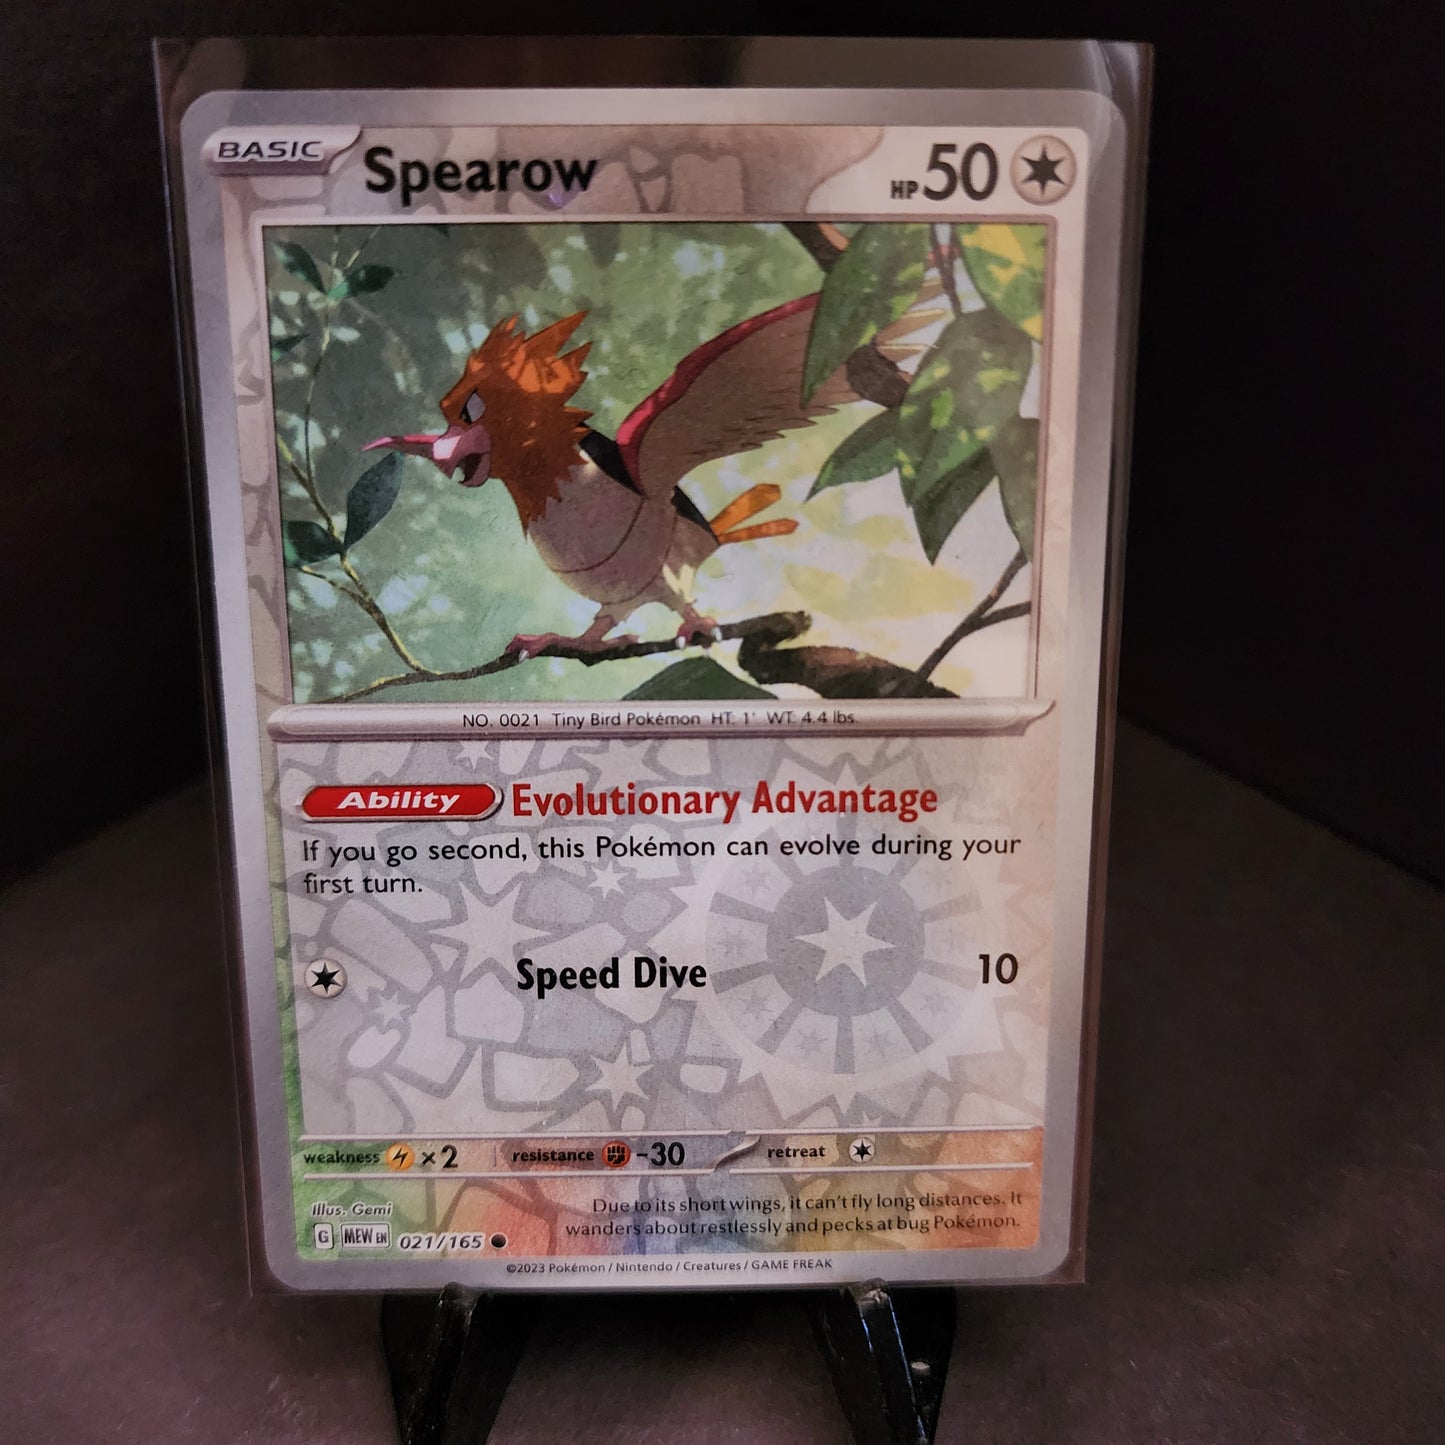 BASIC Spearow HP 50
NO. 0021 Tiny Bird Pokémon HT: 1' WT: 4.4 lbs.
Ability Evolutionary Advantage
If you go second, this Pokémon can evolve during your
first turn.
Speed Dive 10
weakness ×2 resistance -30 retreat
Illus. Gemi
Due to its short wings, it can't fly long distances. It
wanders about restlessly and pecks at bug Pokémon.
G MEW EN 021/165
©2023 Pokémon / Nintendo / Creatures / GAME FREAK